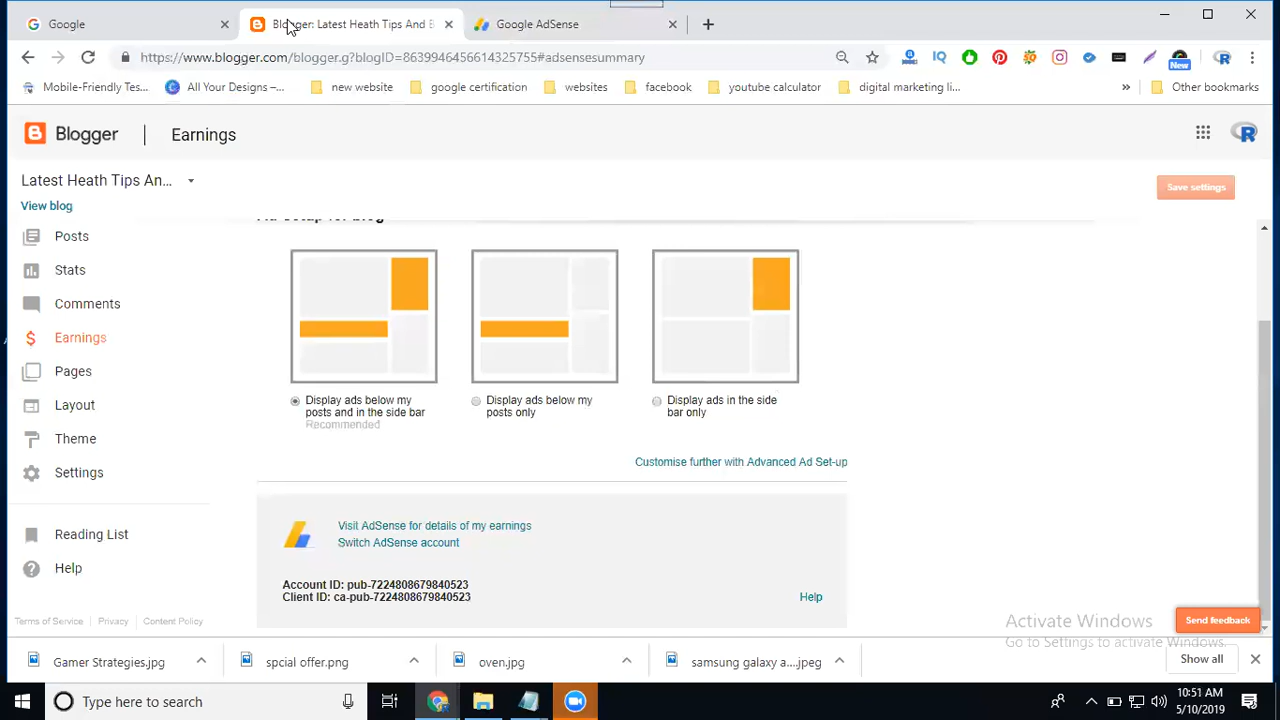 Google
Blogger: Latest Heath Tips And B
Google AdSense
https://www.blogger.com/blogger.g?blogID=8639946456614325755#adsensesummary
New
Mobile-Friendly Tes...
All Your Designs –...
new website
google certification
websites
facebook
youtube calculator
digital marketing li...
»
Other bookmarks
Blogger
Earnings
Latest Heath Tips An...
Save settings
View blog
Ad Setup for blog
Posts
Stats
Comments
Earnings
Pages
Layout
Theme
Settings
Reading List
Help
Terms of Service
Privacy
Content Policy
Display ads below my
posts and in the side bar
Recommended
Display ads below my
posts only
Display ads in the side
bar only
Customise further with Advanced Ad Set-up
Visit AdSense for details of my earnings
Switch AdSense account
Account ID: pub-7224808679840523
Client ID: ca-pub-7224808679840523
Help
Activate Windows
Go to Settings to activate Windows.
Send feedback
Gamer Strategies.jpg
spcial offer.png
oven.jpg
samsung galaxy a....jpeg
Show all
Type here to search
10:51 AM
5/10/2019